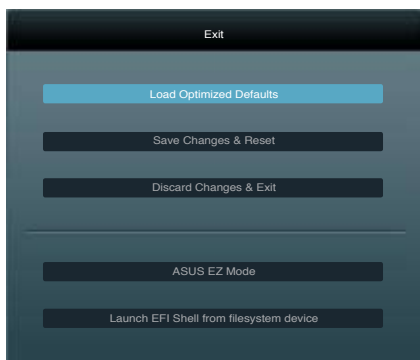 Exit
Load Optimized Defaults
Save Changes & Reset
Discard Changes & Exit
ASUS EZ Mode
Launch EFI Shell from filesystem device